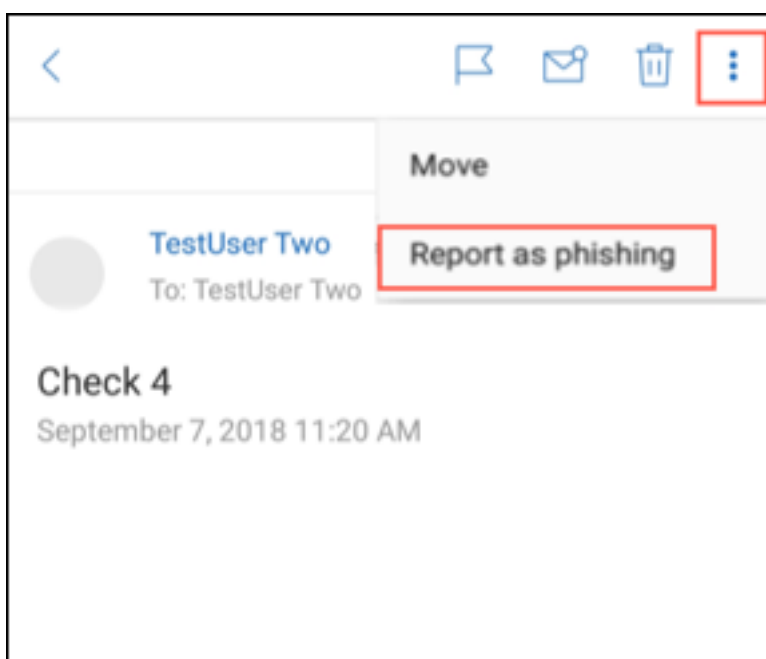 Move
Report as phishing
TestUser Two
To: TestUser Two
Check 4
September 7, 2018 11:20 AM